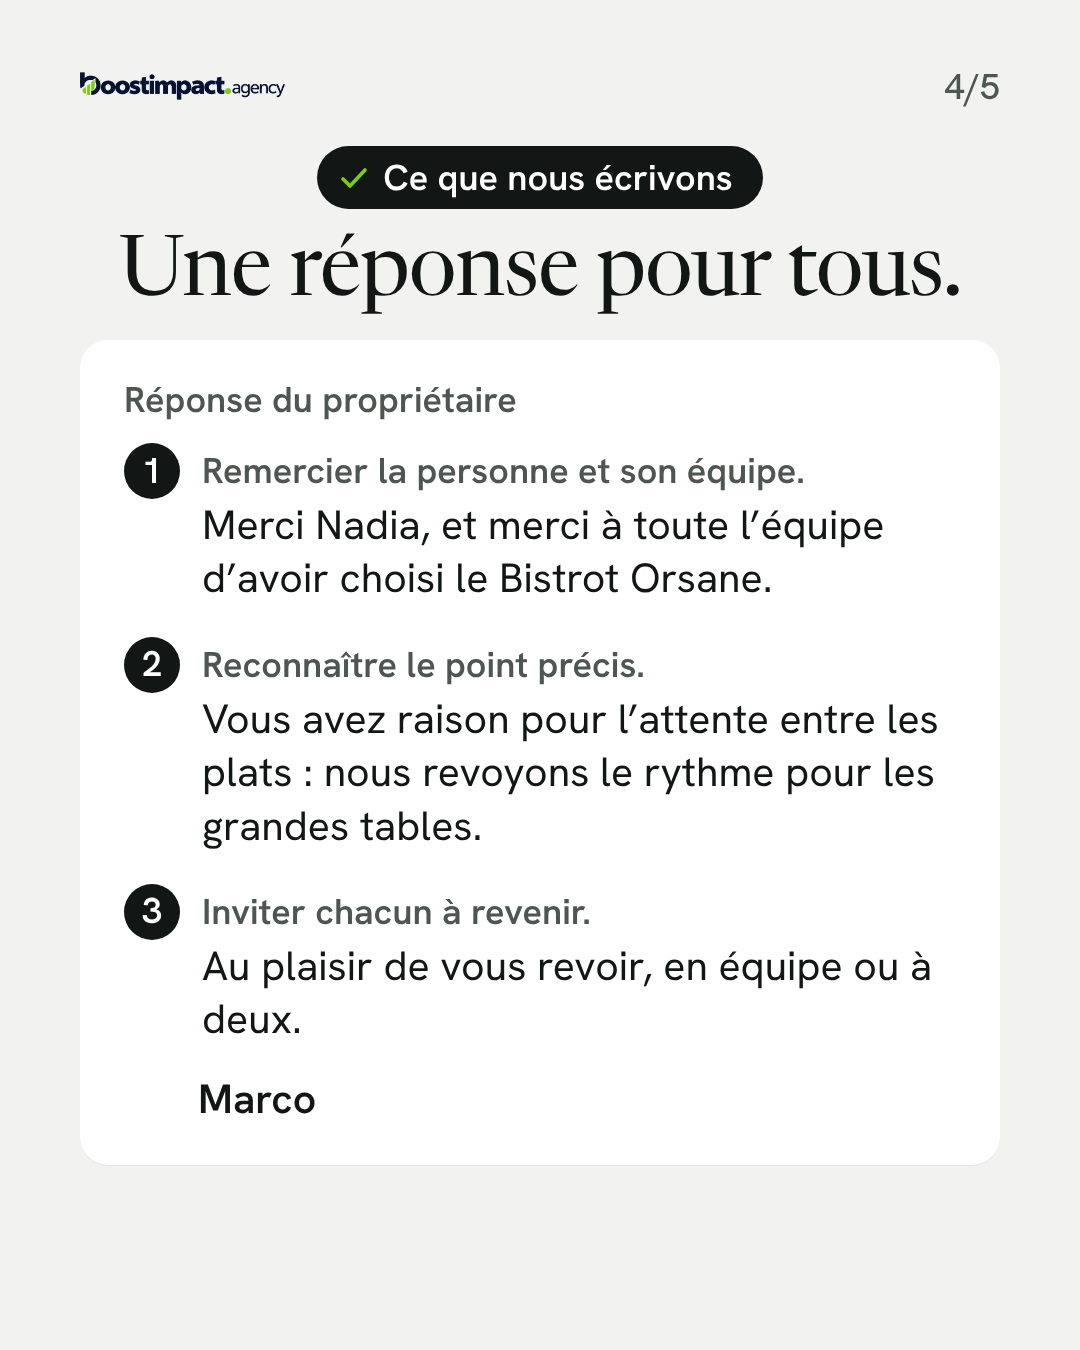 boostimpact.agency
4/5
Ce que nous écrivons
Une réponse pour tous.
Réponse du propriétaire
1 Remercier la personne et son équipe.
Merci Nadia, et merci à toute l’équipe
d’avoir choisi le Bistrot Orsane.
2 Reconnaître le point précis.
Vous avez raison pour l’attente entre les
plats : nous revoyons le rythme pour les
grandes tables.
3 Inviter chacun à revenir.
Au plaisir de vous revoir, en équipe ou à
deux.
Marco